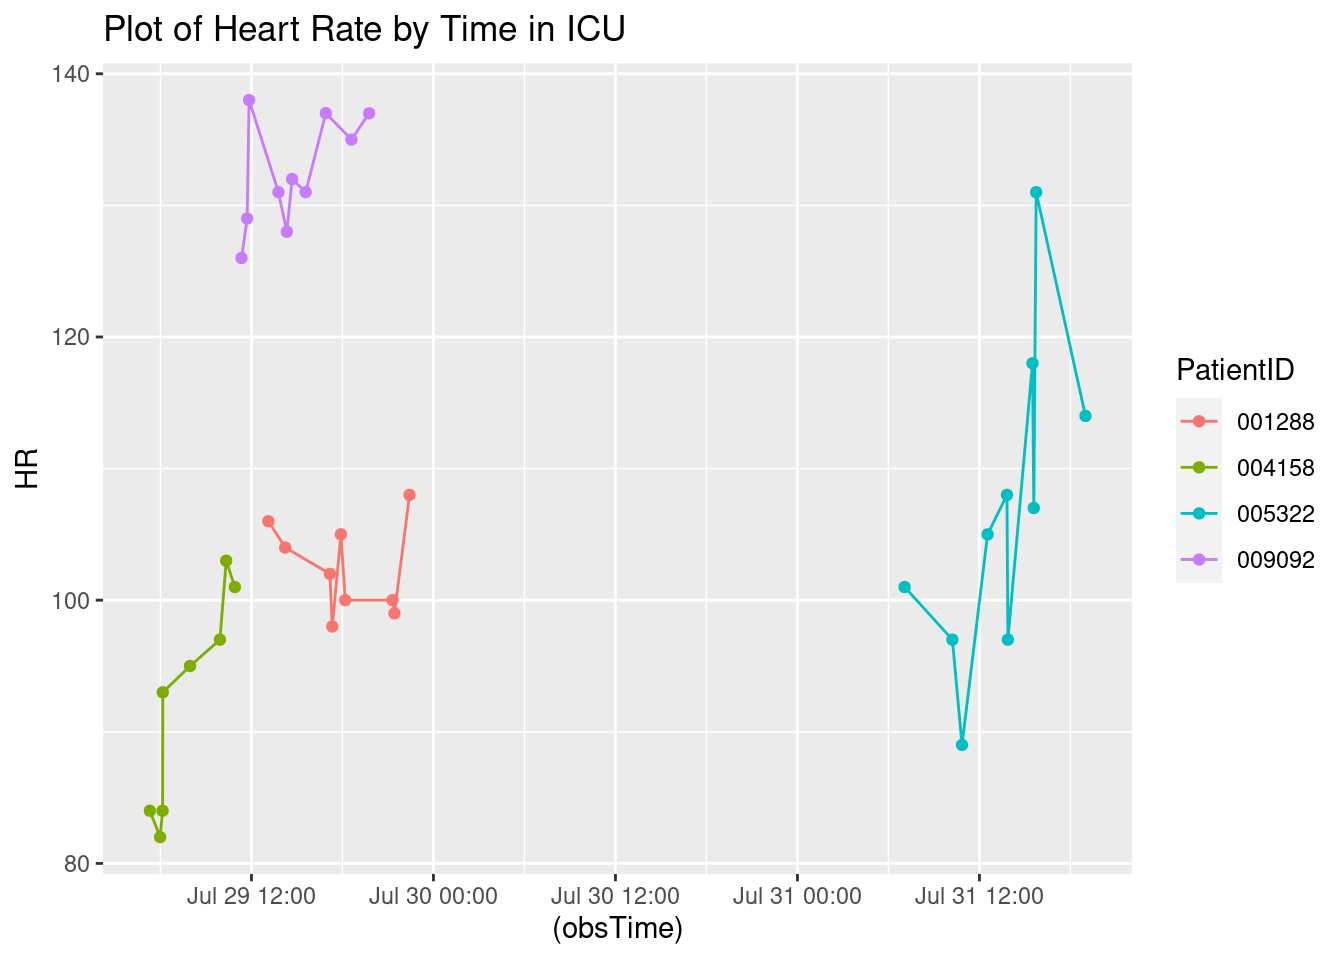 Plot of Heart Rate by Time in ICU
140
120
100
80
HR
Jul 29 12:00 Jul 30 00:00 Jul 30 12:00 Jul 31 00:00 Jul 31 12:00
(obsTime)
PatientID
001288
004158
005322
009092